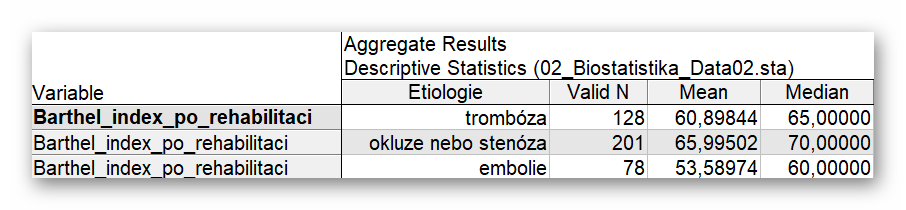 Aggregate Results
Descriptive Statistics (02_Biostatistika_Data02.sta)
Variable Etiologie Valid N Mean Median
Barthel_index_po_rehabilitaci trombóza 128 60,89844 65,00000
Barthel_index_po_rehabilitaci okluze nebo stenóza 201 65,99502 70,00000
Barthel_index_po_rehabilitaci embolie 78 53,58974 60,00000